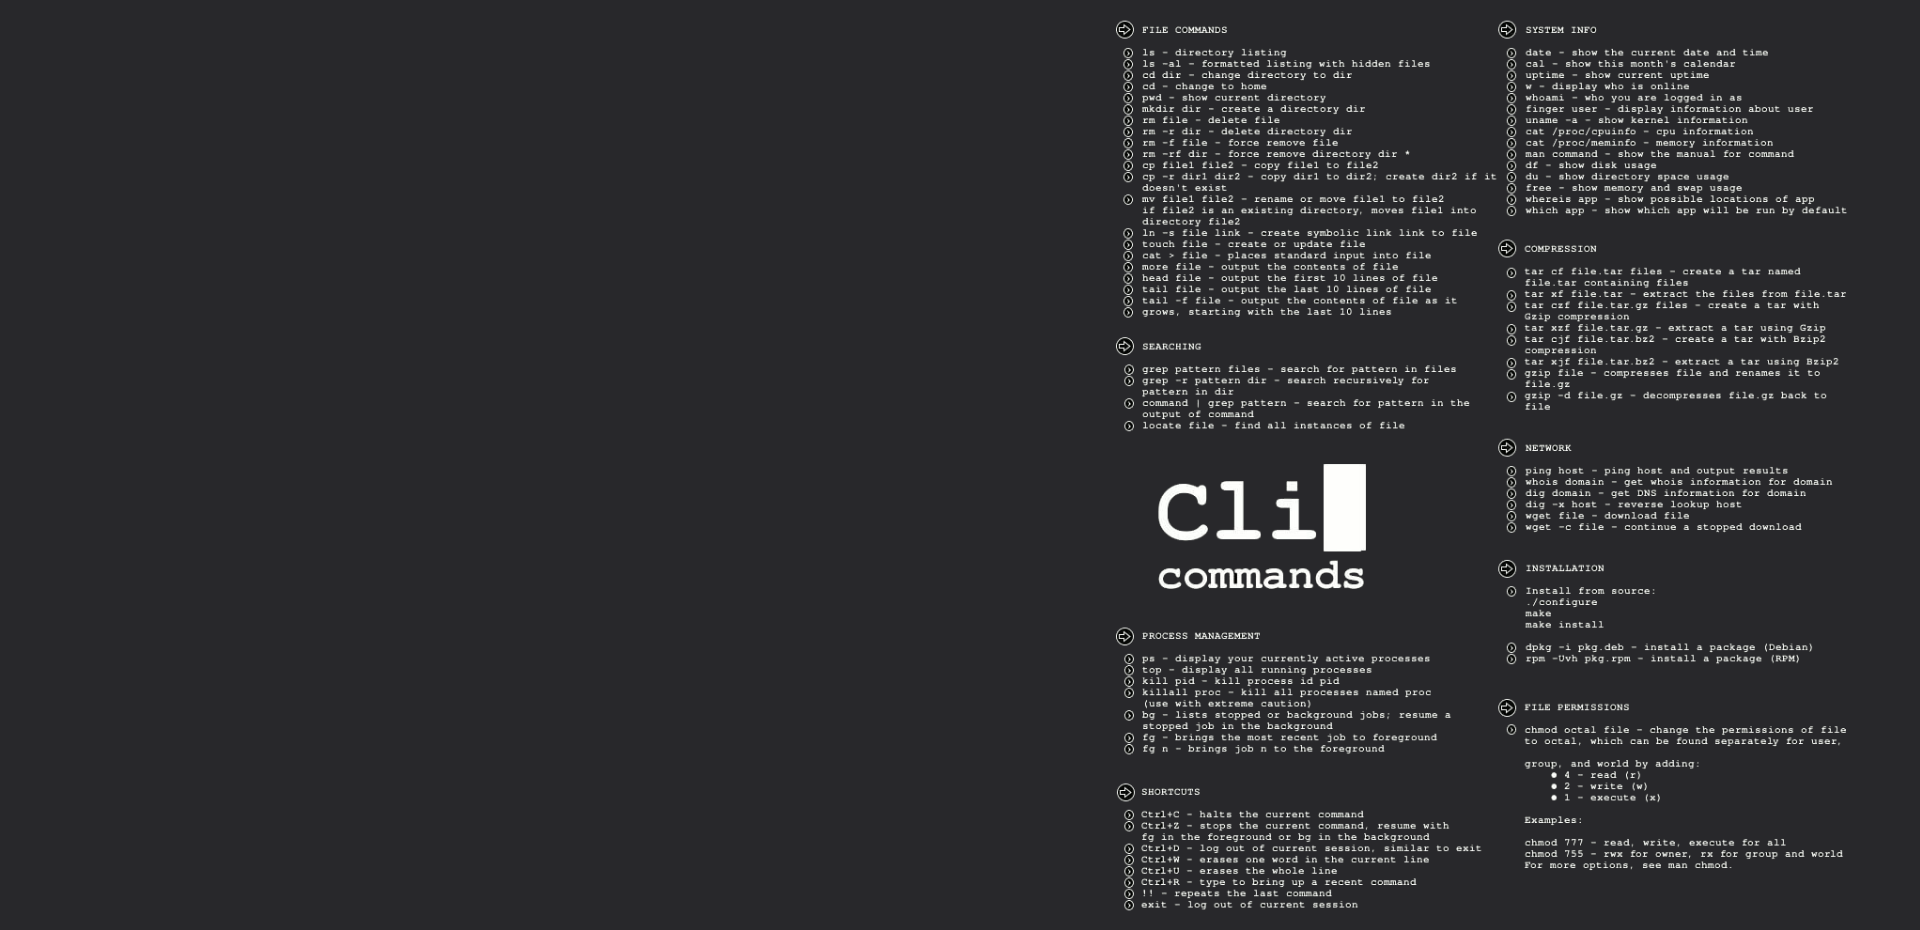 FILE COMMANDS
ls - directory listing
ls -al - formatted listing with hidden files
cd dir - change directory to dir
cd - change to home
pwd - show current directory
mkdir dir - create a directory dir
rm file - delete file
rm -r dir - delete directory dir
rm -f file - force remove file
rm -rf dir - force remove directory dir *
cp file1 file2 - copy file1 to file2
cp -r dir1 dir2 - copy dir1 to dir2; create dir2 if it
doesn't exist
mv file1 file2 - rename or move file1 to file2
if file2 is an existing directory, moves file1 into
directory file2
ln -s file link - create symbolic link link to file
touch file - create or update file
cat > file - places standard input into file
more file - output the contents of file
head file - output the first 10 lines of file
tail file - output the last 10 lines of file
tail -f file - output the contents of file as it
grows, starting with the last 10 lines
SEARCHING
grep pattern files - search for pattern in files
grep -r pattern dir - search recursively for
pattern in dir
command | grep pattern - search for pattern in the
output of command
locate file - find all instances of file
Cli
commands
PROCESS MANAGEMENT
ps - display your currently active processes
top - display all running processes
kill pid - kill process id pid
killall proc - kill all processes named proc
(use with extreme caution)
bg - lists stopped or background jobs; resume a
stopped job in the background
fg - brings the most recent job to foreground
fg n - brings job n to the foreground
SHORTCUTS
Ctrl+C - halts the current command
Ctrl+Z - stops the current command, resume with
fg in the foreground or bg in the background
Ctrl+D - log out of current session, similar to exit
Ctrl+W - erases one word in the current line
Ctrl+U - erases the whole line
Ctrl+R - type to bring up a recent command
!! - repeats the last command
exit - log out of current session
SYSTEM INFO
date - show the current date and time
cal - show this month's calendar
uptime - show current uptime
w - display who is online
whoami - who you are logged in as
finger user - display information about user
uname -a - show kernel information
cat /proc/cpuinfo - cpu information
cat /proc/meminfo - memory information
man command - show the manual for command
df - show disk usage
du - show directory space usage
free - show memory and swap usage
whereis app - show possible locations of app
which app - show which app will be run by default
COMPRESSION
tar cf file.tar files - create a tar named
file.tar containing files
tar xf file.tar - extract the files from file.tar
tar czf file.tar.gz files - create a tar with
Gzip compression
tar xzf file.tar.gz - extract a tar using Gzip
tar cjf file.tar.bz2 - create a tar with Bzip2
compression
tar xjf file.tar.bz2 - extract a tar using Bzip2
gzip file - compresses file and renames it to
file.gz
gzip -d file.gz - decompresses file.gz back to
file
NETWORK
ping host - ping host and output results
whois domain - get whois information for domain
dig domain - get DNS information for domain
dig -x host - reverse lookup host
wget file - download file
wget -c file - continue a stopped download
INSTALLATION
Install from source:
./configure
make
make install
dpkg -i pkg.deb - install a package (Debian)
rpm -Uvh pkg.rpm - install a package (RPM)
FILE PERMISSIONS
chmod octal file - change the permissions of file
to octal, which can be found separately for user,
group, and world by adding:
● 4 - read (r)
● 2 - write (w)
● 1 - execute (x)
Examples:
chmod 777 - read, write, execute for all
chmod 755 - rwx for owner, rx for group and world
For more options, see man chmod.